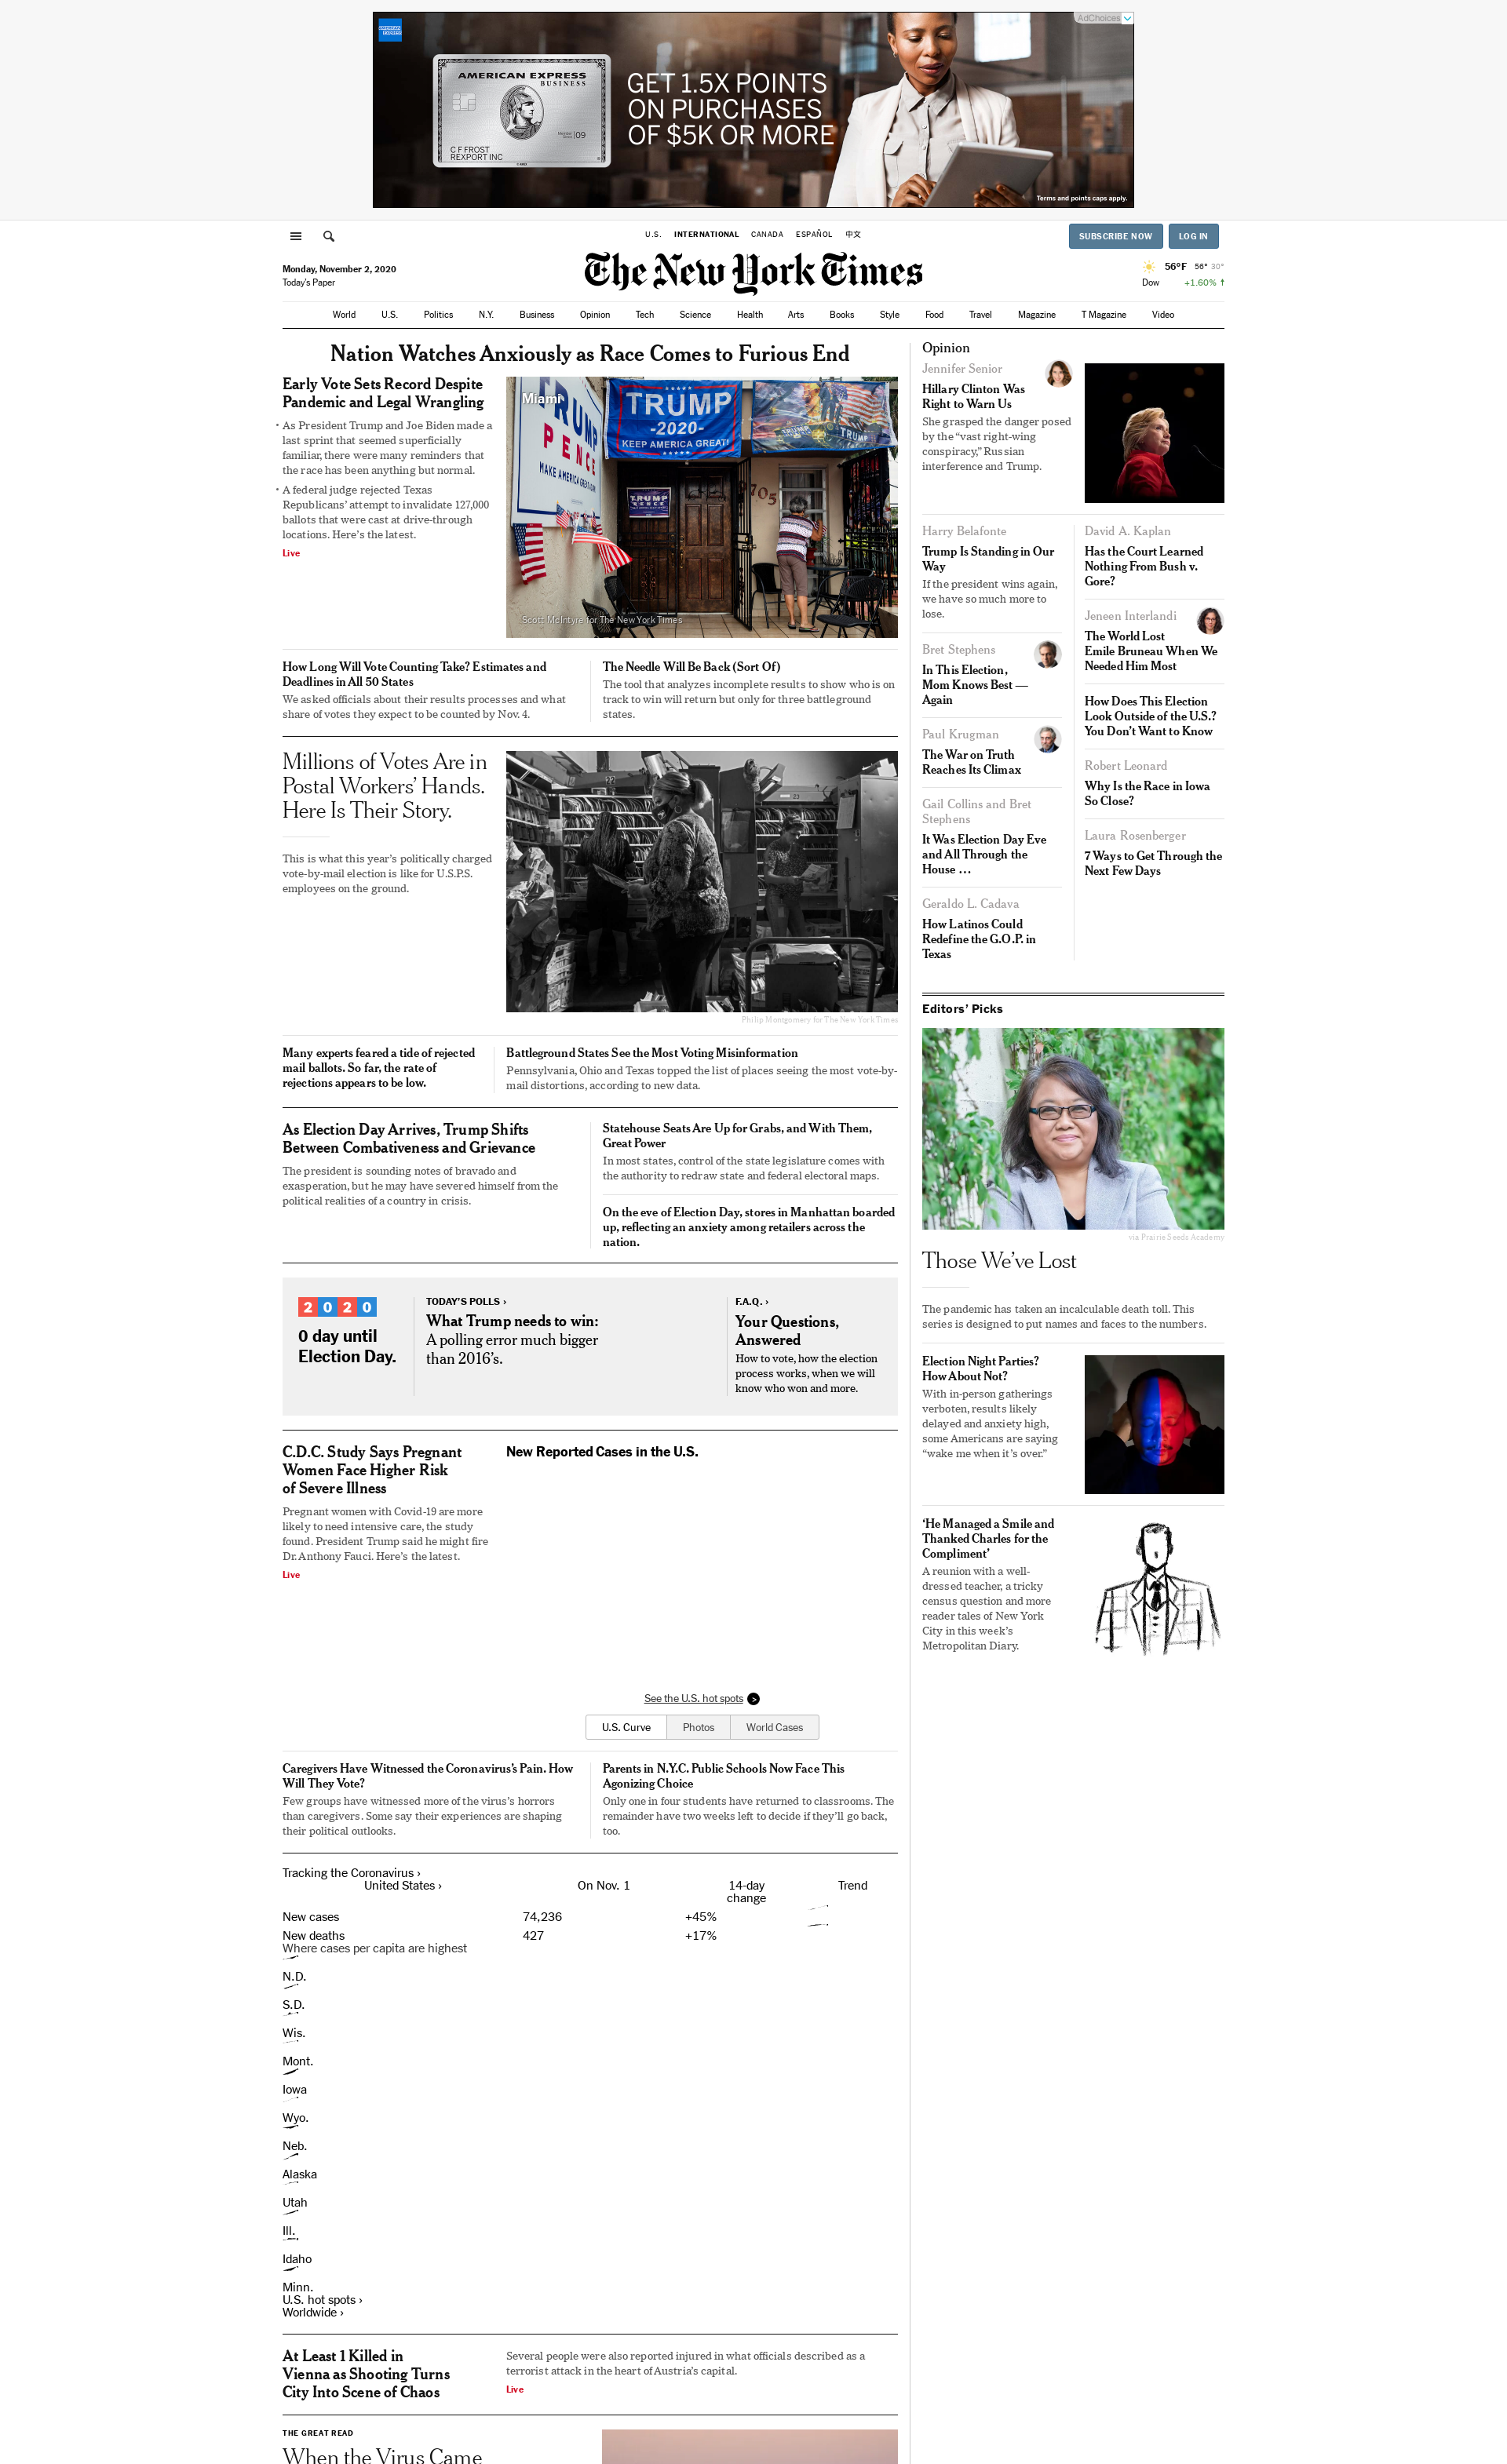 AdChoices
AMERICAN EXPRESS
BUSINESS
Member Since 09
C F FROST
REXPORT INC
GET 1.5X POINTS
ON PURCHASES
OF $5K OR MORE
Terms and points caps apply.
U.S. INTERNATIONAL CANADA ESPAÑOL 中文
SUBSCRIBE NOW LOG IN
Monday, November 2, 2020
Today's Paper
The New York Times
56°F 56° 30°
Dow +1.60% ↑
World U.S. Politics N.Y. Business Opinion Tech Science Health Arts Books Style Food Travel Magazine T Magazine Video
Nation Watches Anxiously as Race Comes to Furious End
Early Vote Sets Record Despite
Pandemic and Legal Wrangling
• As President Trump and Joe Biden made a
last sprint that seemed superficially
familiar, there were many reminders that
the race has been anything but normal.
• A federal judge rejected Texas
Republicans' attempt to invalidate 127,000
ballots that were cast at drive-through
locations. Here's the latest.
Live
Miami
TRUMP
PENCE
MAKE AMERICA GREAT
TRUMP
-2020-
KEEP AMERICA GREAT!
TRUMP
TRUMP
PENCE
9705
Scott McIntyre for The New York Times
How Long Will Vote Counting Take? Estimates and
Deadlines in All 50 States
We asked officials about their results processes and what
share of votes they expect to be counted by Nov. 4.
The Needle Will Be Back (Sort Of)
The tool that analyzes incomplete results to show who is on
track to win will return but only for three battleground
states.
Millions of Votes Are in
Postal Workers' Hands.
Here Is Their Story.
This is what this year's politically charged
vote-by-mail election is like for U.S.P.S.
employees on the ground.
22
23
Philip Montgomery for The New York Times
Many experts feared a tide of rejected
mail ballots. So far, the rate of
rejections appears to be low.
Battleground States See the Most Voting Misinformation
Pennsylvania, Ohio and Texas topped the list of places seeing the most vote-by-
mail distortions, according to new data.
As Election Day Arrives, Trump Shifts
Between Combativeness and Grievance
The president is sounding notes of bravado and
exasperation, but he may have severed himself from the
political realities of a country in crisis.
Statehouse Seats Are Up for Grabs, and With Them,
Great Power
In most states, control of the state legislature comes with
the authority to redraw state and federal electoral maps.
On the eve of Election Day, stores in Manhattan boarded
up, reflecting an anxiety among retailers across the
nation.
2020
0 day until
Election Day.
TODAY'S POLLS ›
What Trump needs to win:
A polling error much bigger
than 2016's.
F.A.Q. ›
Your Questions,
Answered
How to vote, how the election
process works, when we will
know who won and more.
C.D.C. Study Says Pregnant
Women Face Higher Risk
of Severe Illness
Pregnant women with Covid-19 are more
likely to need intensive care, the study
found. President Trump said he might fire
Dr. Anthony Fauci. Here's the latest.
Live
New Reported Cases in the U.S.
See the U.S. hot spots >
U.S. Curve Photos World Cases
Caregivers Have Witnessed the Coronavirus's Pain. How
Will They Vote?
Few groups have witnessed more of the virus's horrors
than caregivers. Some say their experiences are shaping
their political outlooks.
Parents in N.Y.C. Public Schools Now Face This
Agonizing Choice
Only one in four students have returned to classrooms. The
remainder have two weeks left to decide if they'll go back,
too.
Tracking the Coronavirus ›
United States › On Nov. 1 14-day change Trend
New cases 74,236 +45%
New deaths 427 +17%
Where cases per capita are highest
N.D.
S.D.
Wis.
Mont.
Iowa
Wyo.
Neb.
Alaska
Utah
Ill.
Idaho
Minn.
U.S. hot spots ›
Worldwide ›
At Least 1 Killed in
Vienna as Shooting Turns
City Into Scene of Chaos
Several people were also reported injured in what officials described as a
terrorist attack in the heart of Austria's capital.
Live
THE GREAT READ
When the Virus Came
Opinion
Jennifer Senior
Hillary Clinton Was
Right to Warn Us
She grasped the danger posed
by the "vast right-wing
conspiracy," Russian
interference and Trump.
Harry Belafonte
Trump Is Standing in Our
Way
If the president wins again,
we have so much more to
lose.
Bret Stephens
In This Election,
Mom Knows Best —
Again
Paul Krugman
The War on Truth
Reaches Its Climax
Gail Collins and Bret
Stephens
It Was Election Day Eve
and All Through the
House …
Geraldo L. Cadava
How Latinos Could
Redefine the G.O.P. in
Texas
David A. Kaplan
Has the Court Learned
Nothing From Bush v.
Gore?
Jeneen Interlandi
The World Lost
Emile Bruneau When We
Needed Him Most
How Does This Election
Look Outside of the U.S.?
You Don't Want to Know
Robert Leonard
Why Is the Race in Iowa
So Close?
Laura Rosenberger
7 Ways to Get Through the
Next Few Days
Editors' Picks
via Prairie Seeds Academy
Those We've Lost
The pandemic has taken an incalculable death toll. This
series is designed to put names and faces to the numbers.
Election Night Parties?
How About Not?
With in-person gatherings
verboten, results likely
delayed and anxiety high,
some Americans are saying
"wake me when it's over."
'He Managed a Smile and
Thanked Charles for the
Compliment'
A reunion with a well-
dressed teacher, a tricky
census question and more
reader tales of New York
City in this week's
Metropolitan Diary.